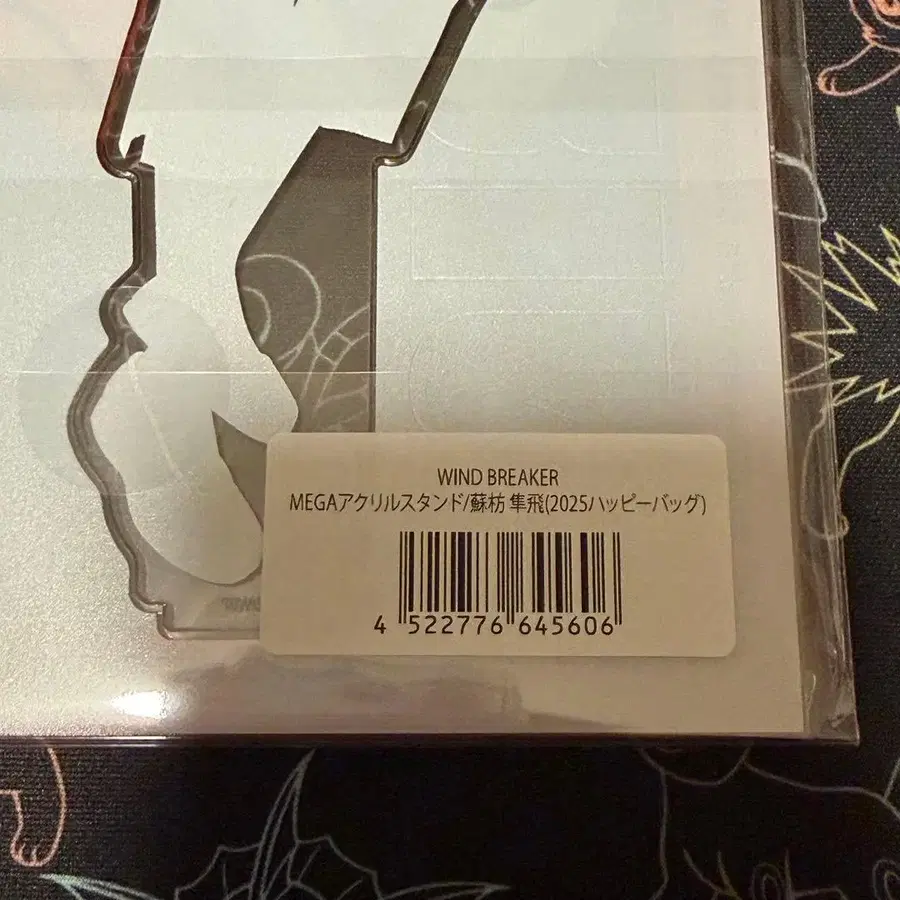 WIND BREAKER
MEGAアクリルスタンド/蘇枋 隼飛(2025ハッピーバッグ)
4 522776 645606